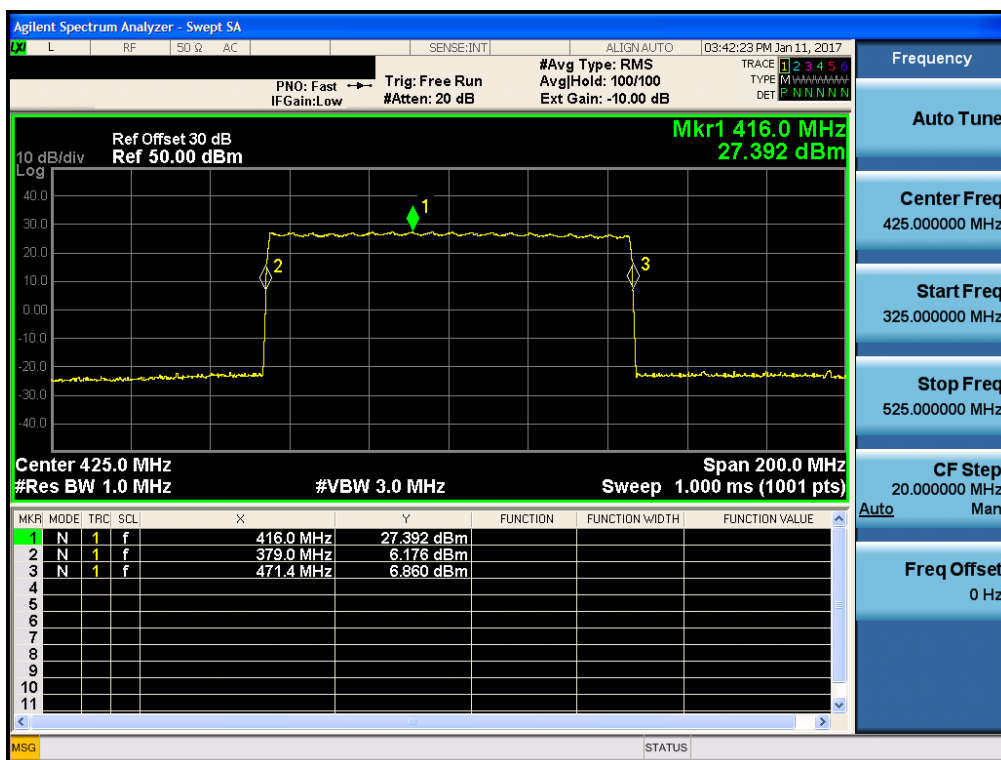 Agilent Spectrum Analyzer - Swept SA
LXI L RF 50 Ω AC SENSE:INT ALIGN AUTO 03:42:23 PM Jan 11, 2017
PNO: Fast
IFGain:Low
Trig: Free Run
#Atten: 20 dB
#Avg Type: RMS
Avg|Hold: 100/100
Ext Gain: -10.00 dB
TRACE 1 2 3 4 5 6
TYPE M
DET P N N N N N
Mkr1 416.0 MHz
27.392 dBm
Ref Offset 30 dB
10 dB/div Ref 50.00 dBm
Log
40.0
30.0
20.0
10.0
0.00
-10.0
-20.0
-30.0
-40.0
1
2
3
Center 425.0 MHz Span 200.0 MHz
#Res BW 1.0 MHz #VBW 3.0 MHz Sweep 1.000 ms (1001 pts)
MKR MODE TRC SCL X Y FUNCTION FUNCTION WIDTH FUNCTION VALUE
1 N 1 f 416.0 MHz 27.392 dBm
2 N 1 f 379.0 MHz 6.176 dBm
3 N 1 f 471.4 MHz 6.860 dBm
4
5
6
7
8
9
10
11
MSG STATUS
Frequency
Auto Tune
Center Freq
425.000000 MHz
Start Freq
325.000000 MHz
Stop Freq
525.000000 MHz
CF Step
20.000000 MHz
Auto Man
Freq Offset
0 Hz